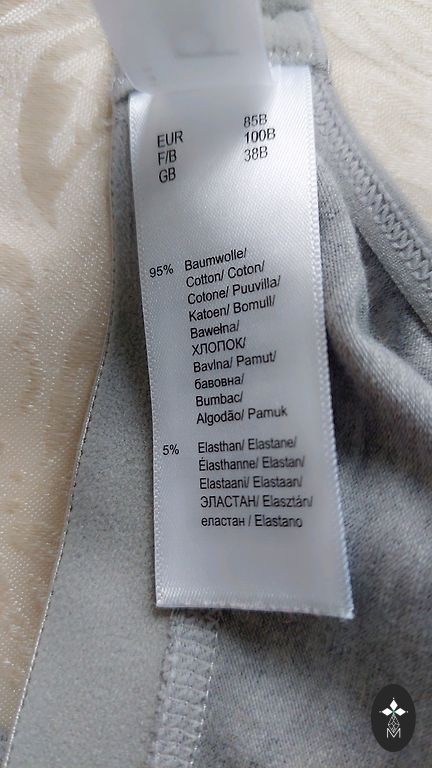 EUR 85B
F/B 100B
GB 38B
95% Baumwolle/
Cotton/ Coton/
Cotone/ Puuvilla/
Katoen/ Bomull/
Bawełna/
ХЛОПОК/
Bavlna/ Pamut/
бавовна/
Bumbac/
Algodão/ Pamuk
5% Elasthan/ Elastane/
Élasthanne/ Elastan/
Elastaani/ Elastaan/
ЭЛАСТАН/ Elasztán/
еластан / Elastano
M